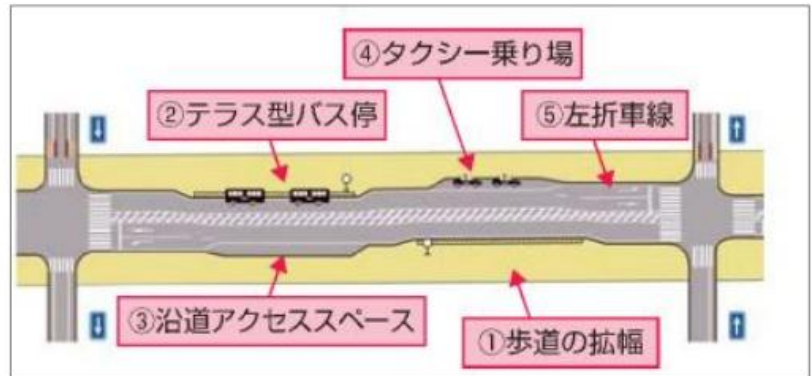 ④タクシー乗り場
②テラス型バス停
⑤左折車線
③沿道アクセススペース
①歩道の拡幅